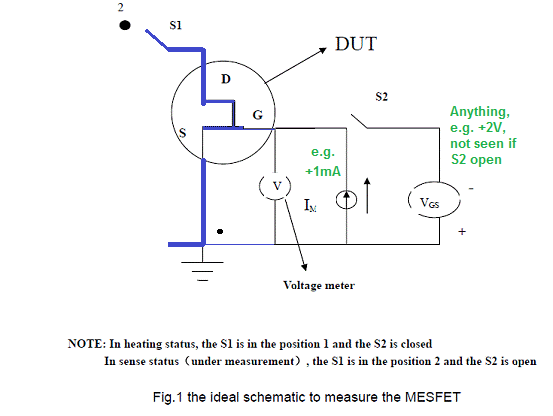 2
S1
DUT
D
S2
G
S
Anything,
e.g. +2V,
not seen if
S2 open
e.g.
+1mA
V
IM
VGS
-
+
Voltage meter
NOTE: In heating status, the S1 is in the position 1 and the S2 is closed
In sense status（under measurement）, the S1 is in the position 2 and the S2 is open
Fig.1 the ideal schematic to measure the MESFET